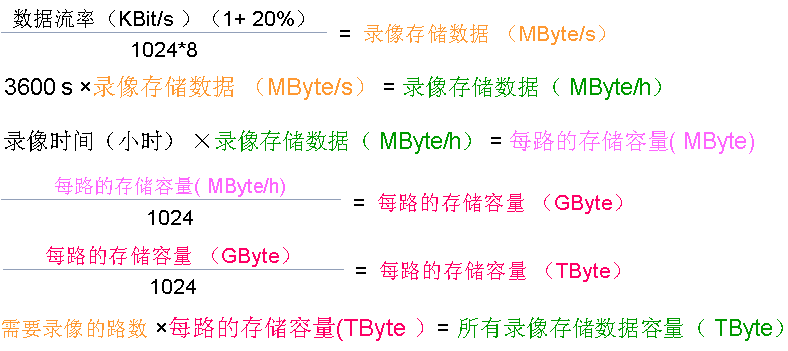 数据流率（KBit/s ）（1+ 20%）
1024*8
= 录像存储数据 （MByte/s）
3600 s ×录像存储数据 （MByte/s）= 录像存储数据（ MByte/h）
录像时间（小时） ×录像存储数据（ MByte/h） = 每路的存储容量( MByte)
每路的存储容量( MByte/h)
1024
= 每路的存储容量 （GByte）
每路的存储容量 （GByte）
1024
= 每路的存储容量 （TByte）
需要录像的路数 ×每路的存储容量(TByte ）= 所有录像存储数据容量（ TByte）